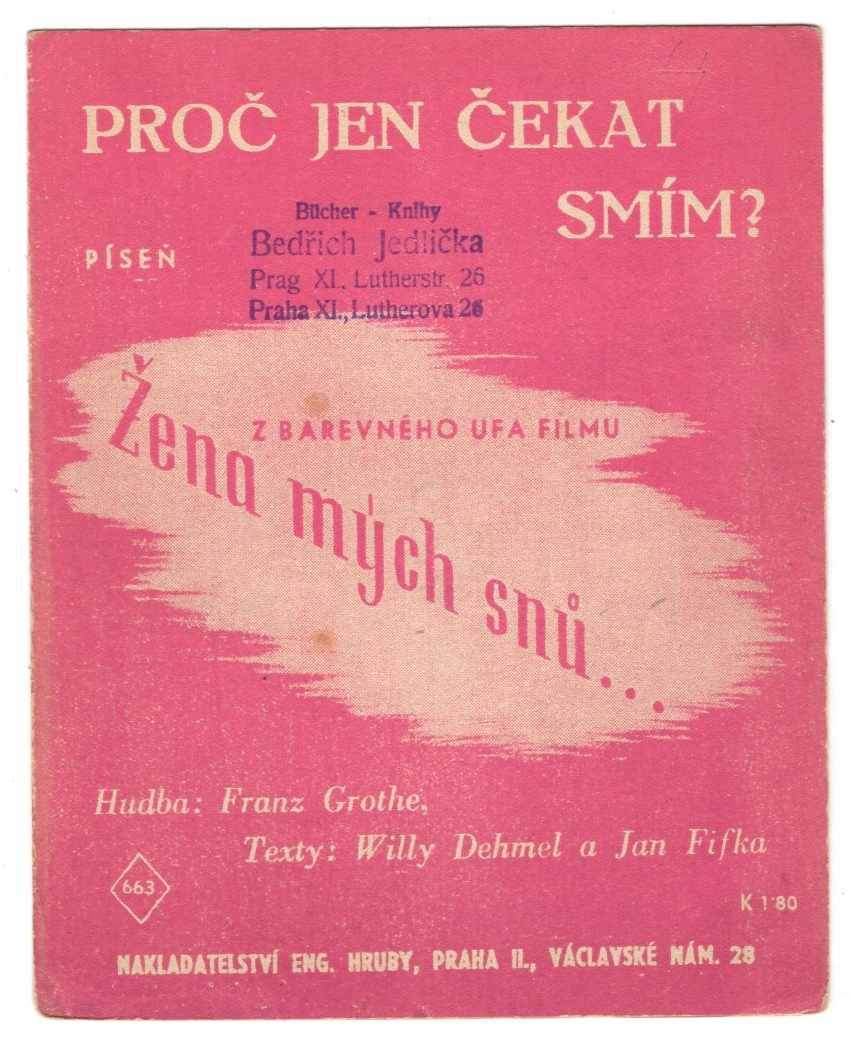 PROČ JEN ČEKAT
SMÍM?
PÍSEŇ
Bücher - Knihy
Bedřich Jedlička
Prag XI., Lutherstr. 26
Praha XI., Lutherova 26
Z BAREVNÉHO UFA FILMU
Žena mých snů...
Hudba: Franz Grothe,
Texty: Willy Dehmel a Jan Fifka
663
K 1·80
NAKLADATELSTVÍ ENG. HRUBY, PRAHA II., VÁCLAVSKÉ NÁM. 28